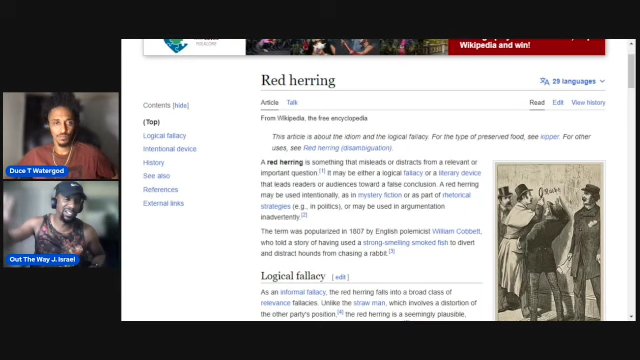 Wikipedia and win!
Red herring
29 languages
Contents [hide]
Article Talk
Read Edit View history
From Wikipedia, the free encyclopedia
(Top)
Logical fallacy
Intentional device
History
See also
References
External links
This article is about the idiom and the logical fallacy. For the type of preserved food, see kipper. For other
uses, see Red herring (disambiguation).
A red herring is something that misleads or distracts from a relevant or
important question.[1] It may be either a logical fallacy or a literary device
that leads readers or audiences toward a false conclusion. A red herring
may be used intentionally, as in mystery fiction or as part of rhetorical
strategies (e.g., in politics), or may be used in argumentation
inadvertently.[2]
The term was popularized in 1807 by English polemicist William Cobbett,
who told a story of having used a strong-smelling smoked fish to divert
and distract hounds from chasing a rabbit.[3]
Logical fallacy [ edit ]
As an informal fallacy, the red herring falls into a broad class of
relevance fallacies. Unlike the straw man, which involves a distortion of
the other party's position,[4] the red herring is a seemingly plausible,
Duce T Watergod
Out The Way J. Israel